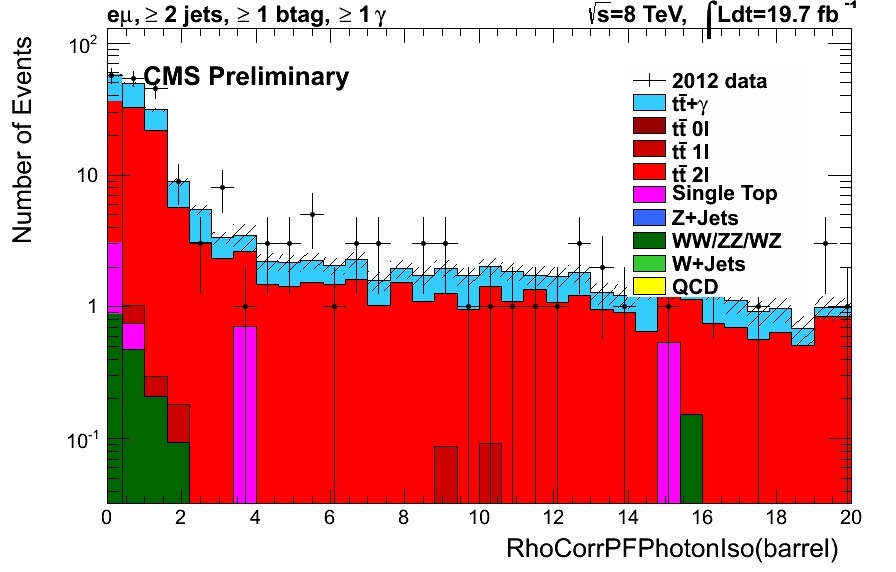 eμ, ≥ 2 jets, ≥ 1 btag, ≥ 1 γ
√s=8 TeV, ∫Ldt=19.7 fb⁻¹
CMS Preliminary
2012 data
tt̄+γ
tt̄ 0l
tt̄ 1l
tt̄ 2l
Single Top
Z+Jets
WW/ZZ/WZ
W+Jets
QCD
Number of Events
10²
10
1
10⁻¹
0 2 4 6 8 10 12 14 16 18 20
RhoCorrPFPhotonIso(barrel)